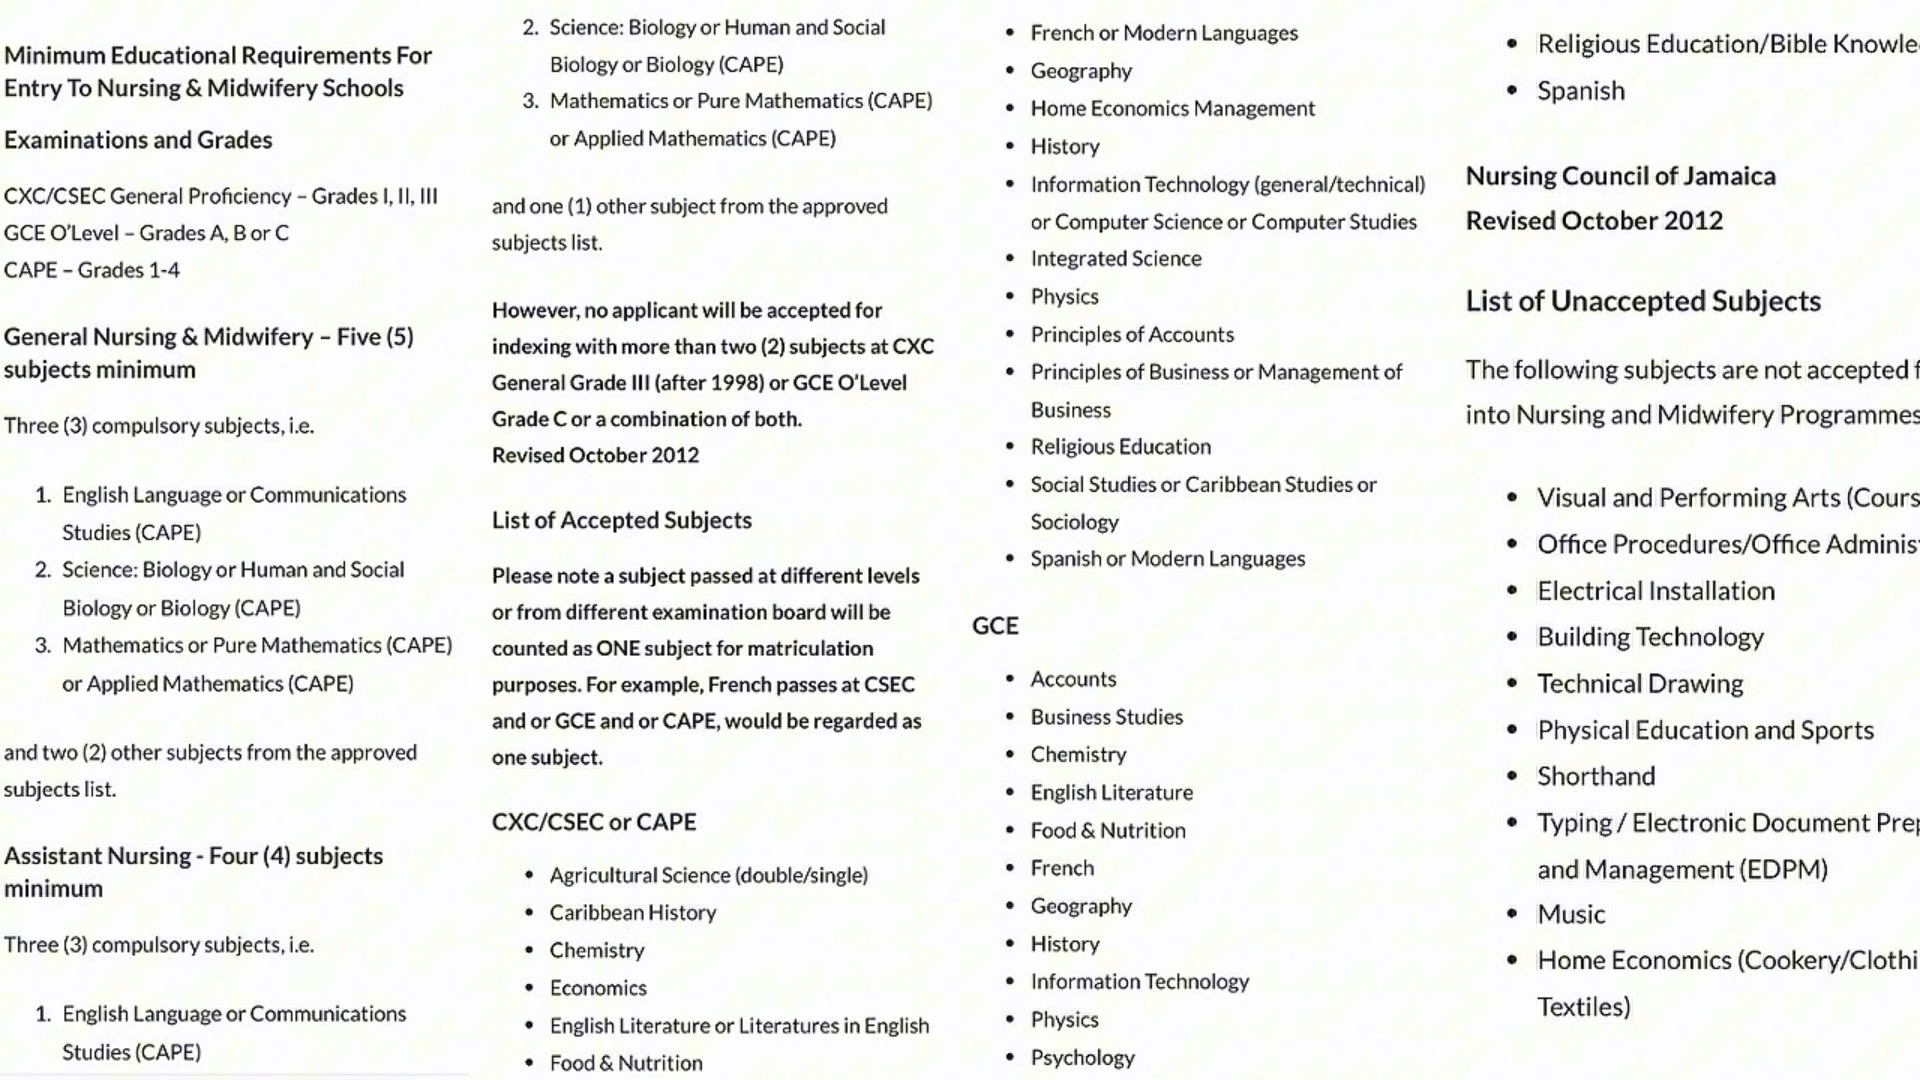 Minimum Educational Requirements For
Entry To Nursing & Midwifery Schools
Examinations and Grades
CXC/CSEC General Proficiency – Grades I, II, III
GCE O’Level – Grades A, B or C
CAPE – Grades 1-4
General Nursing & Midwifery – Five (5)
subjects minimum
Three (3) compulsory subjects, i.e.
1. English Language or Communications
Studies (CAPE)
2. Science: Biology or Human and Social
Biology or Biology (CAPE)
3. Mathematics or Pure Mathematics (CAPE)
or Applied Mathematics (CAPE)
and two (2) other subjects from the approved
subjects list.
Assistant Nursing - Four (4) subjects
minimum
Three (3) compulsory subjects, i.e.
1. English Language or Communications
Studies (CAPE)
2. Science: Biology or Human and Social
Biology or Biology (CAPE)
3. Mathematics or Pure Mathematics (CAPE)
or Applied Mathematics (CAPE)
and one (1) other subject from the approved
subjects list.
However, no applicant will be accepted for
indexing with more than two (2) subjects at CXC
General Grade III (after 1998) or GCE O’Level
Grade C or a combination of both.
Revised October 2012
List of Accepted Subjects
Please note a subject passed at different levels
or from different examination board will be
counted as ONE subject for matriculation
purposes. For example, French passes at CSEC
and or GCE and or CAPE, would be regarded as
one subject.
CXC/CSEC or CAPE
• Agricultural Science (double/single)
• Caribbean History
• Chemistry
• Economics
• English Literature or Literatures in English
• Food & Nutrition
• French or Modern Languages
• Geography
• Home Economics Management
• History
• Information Technology (general/technical)
or Computer Science or Computer Studies
• Integrated Science
• Physics
• Principles of Accounts
• Principles of Business or Management of
Business
• Religious Education
• Social Studies or Caribbean Studies or
Sociology
• Spanish or Modern Languages
GCE
• Accounts
• Business Studies
• Chemistry
• English Literature
• Food & Nutrition
• French
• Geography
• History
• Information Technology
• Physics
• Psychology
• Religious Education/Bible
• Spanish
Nursing Council of Jamaica
Revised October 2012
List of Unaccepted Subjects
The following subjects are not accepted
into Nursing and Midwifery Programmes
• Visual and Performing Arts
• Office Procedures/Office
• Electrical Installation
• Building Technology
• Technical Drawing
• Physical Education and Sports
• Shorthand
• Typing / Electronic Document
and Management (EDPM)
• Music
• Home Economics
Textiles)